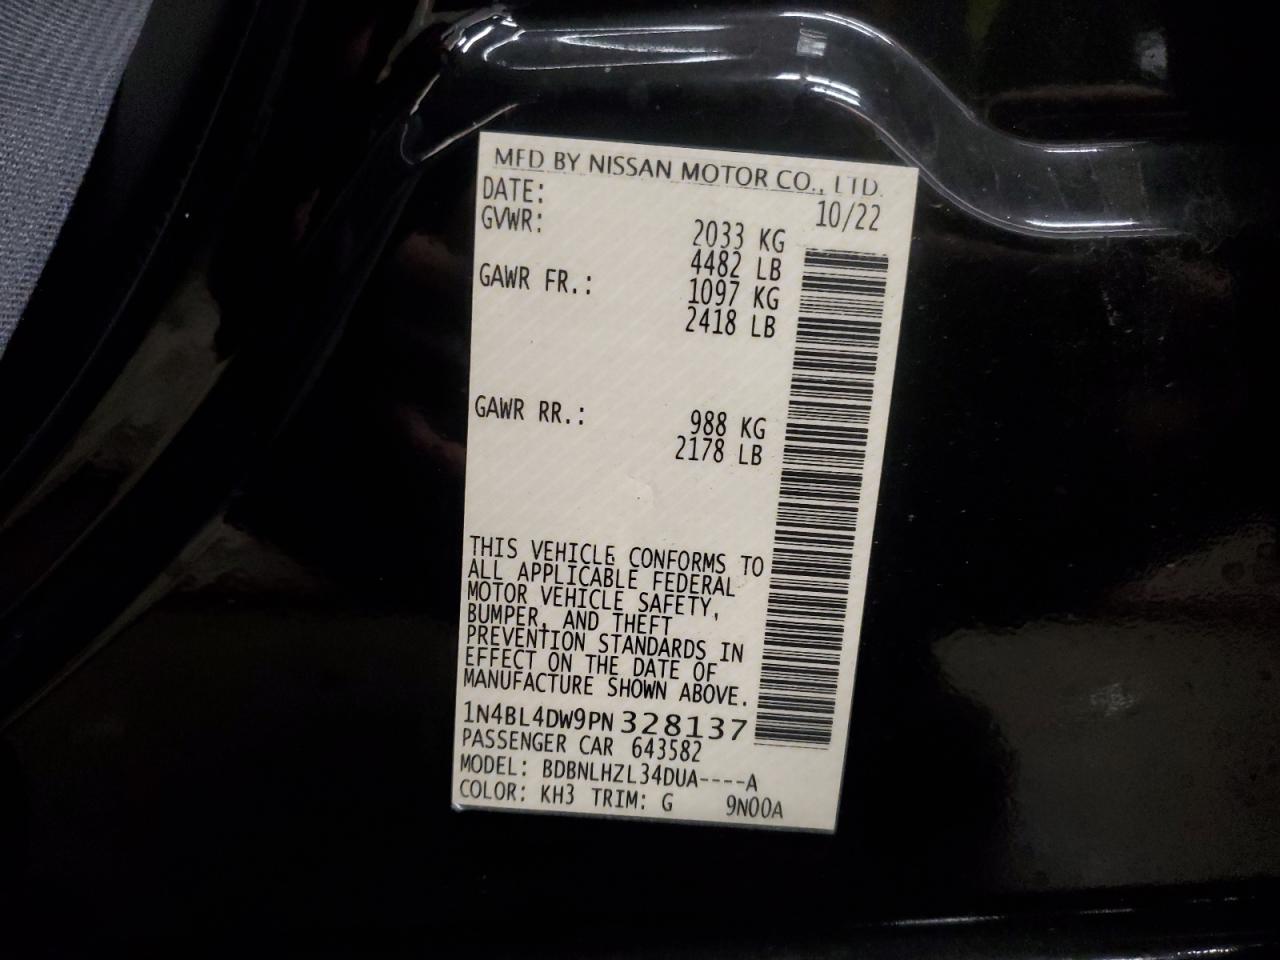 MFD BY NISSAN MOTOR CO., LTD.
DATE: 10/22
GVWR: 2033 KG
4482 LB
GAWR FR.: 1097 KG
2418 LB
GAWR RR.: 988 KG
2178 LB
THIS VEHICLE CONFORMS TO
ALL APPLICABLE FEDERAL
MOTOR VEHICLE SAFETY,
BUMPER, AND THEFT
PREVENTION STANDARDS IN
EFFECT ON THE DATE OF
MANUFACTURE SHOWN ABOVE.
1N4BL4DW9PN328137
PASSENGER CAR 643582
MODEL: BDBNLHZL34DUA----A
COLOR: KH3 TRIM: G 9N00A